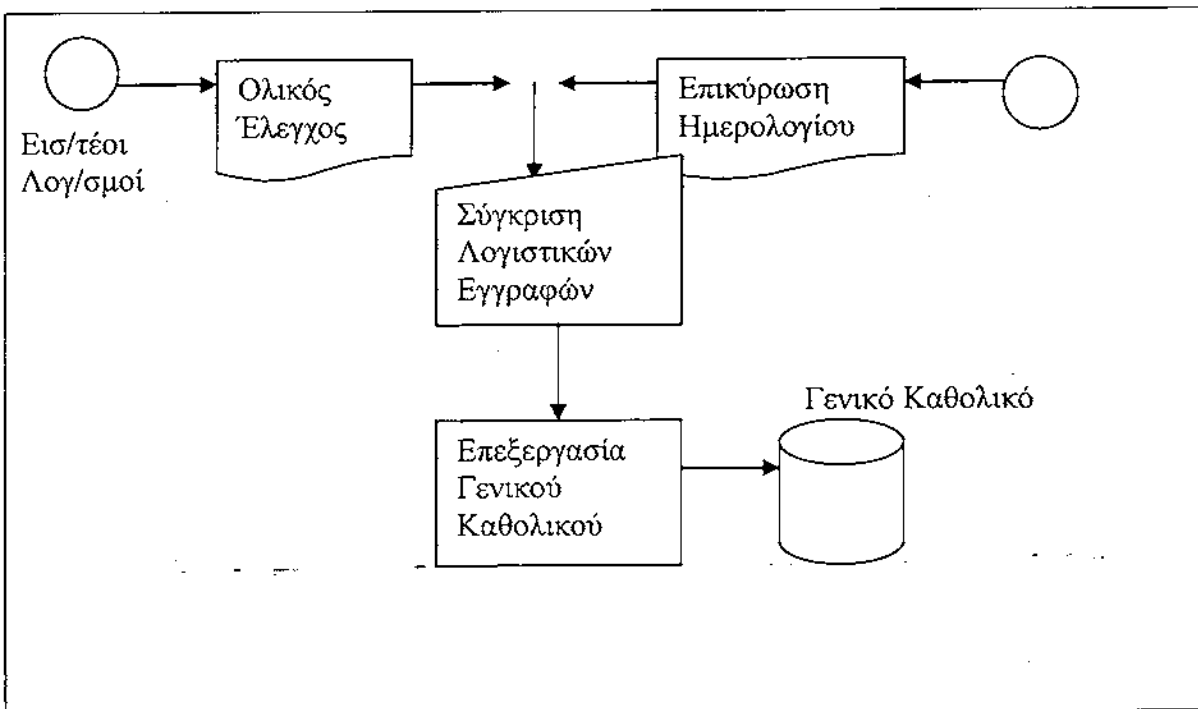 Ολικός
Έλεγχος
Επικύρωση
Ημερολογίου
Εισ/τέοι
Λογ/σμοί
Σύγκριση
Λογιστικών
Εγγραφών
Γενικό Καθολικό
Επεξεργασία
Γενικού
Καθολικού